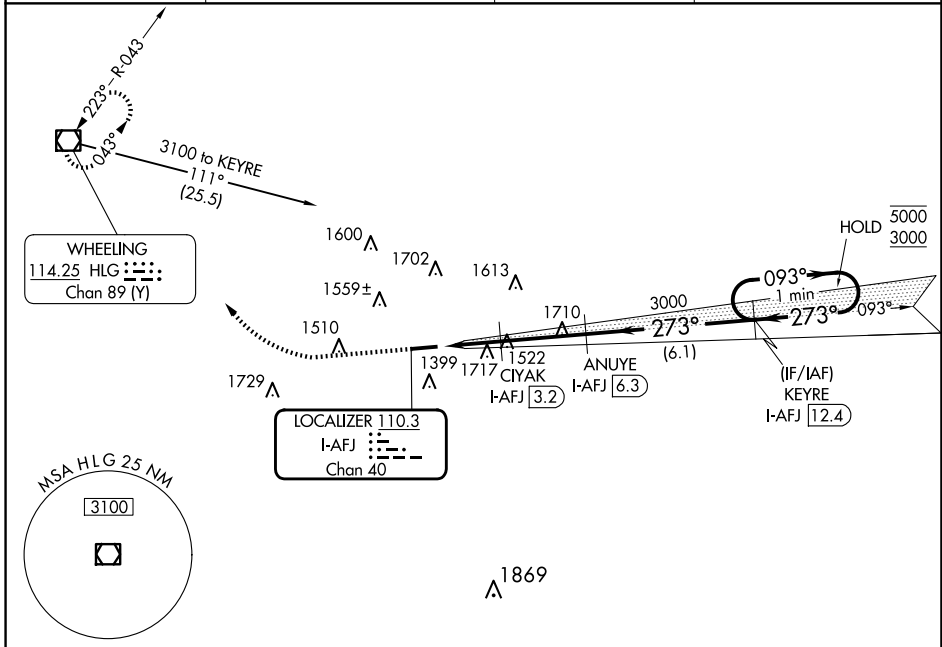 223°
R-043
043°
3100 to KEYRE
111°
(25.5)
WHEELING
114.25 HLG
Chan 89 (Y)
1600
1702
1613
1559±
1510
1710
1729
1399
1717
1522
CIYAK
I-AFJ 3.2
ANUYE
I-AFJ 6.3
3000
273°
(6.1)
HOLD
5000
3000
093°
1 min
273°
093°
(IF/IAF)
KEYRE
I-AFJ 12.4
LOCALIZER 110.3
I-AFJ
Chan 40
MSA HLG 25 NM
3100
1869